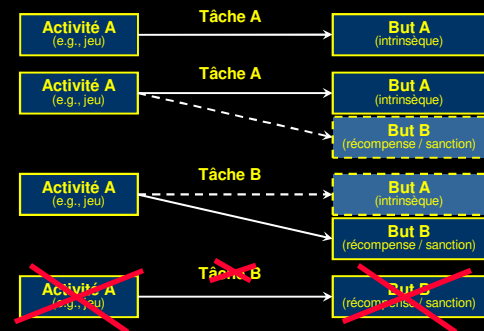 Tâche A
Activité A
(e.g., jeu)
But A
(intrinsèque)
Tâche A
Activité A
(e.g., jeu)
But A
(intrinsèque)
But B
(récompense / sanction)
Tâche B
Activité A
(e.g., jeu)
But A
(intrinsèque)
But B
(récompense / sanction)
Tâche B
Activité A
(e.g., jeu)
But B
(récompense / sanction)